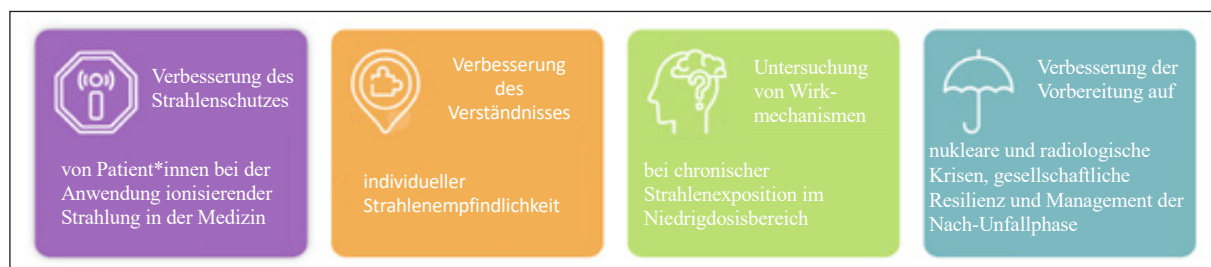 Verbesserung des
Strahlenschutzes
von Patient*innen bei der
Anwendung ionisierender
Strahlung in der Medizin
Verbesserung
des
Verständnisses
individueller
Strahlenempfindlichkeit
Untersuchung
von Wirk-
mechanismen
bei chronischer
Strahlenexposition im
Niedrigdosisbereich
Verbesserung der
Vorbereitung auf
nukleare und radiologische
Krisen, gesellschaftliche
Resilienz und Management der
Nach-Unfallphase